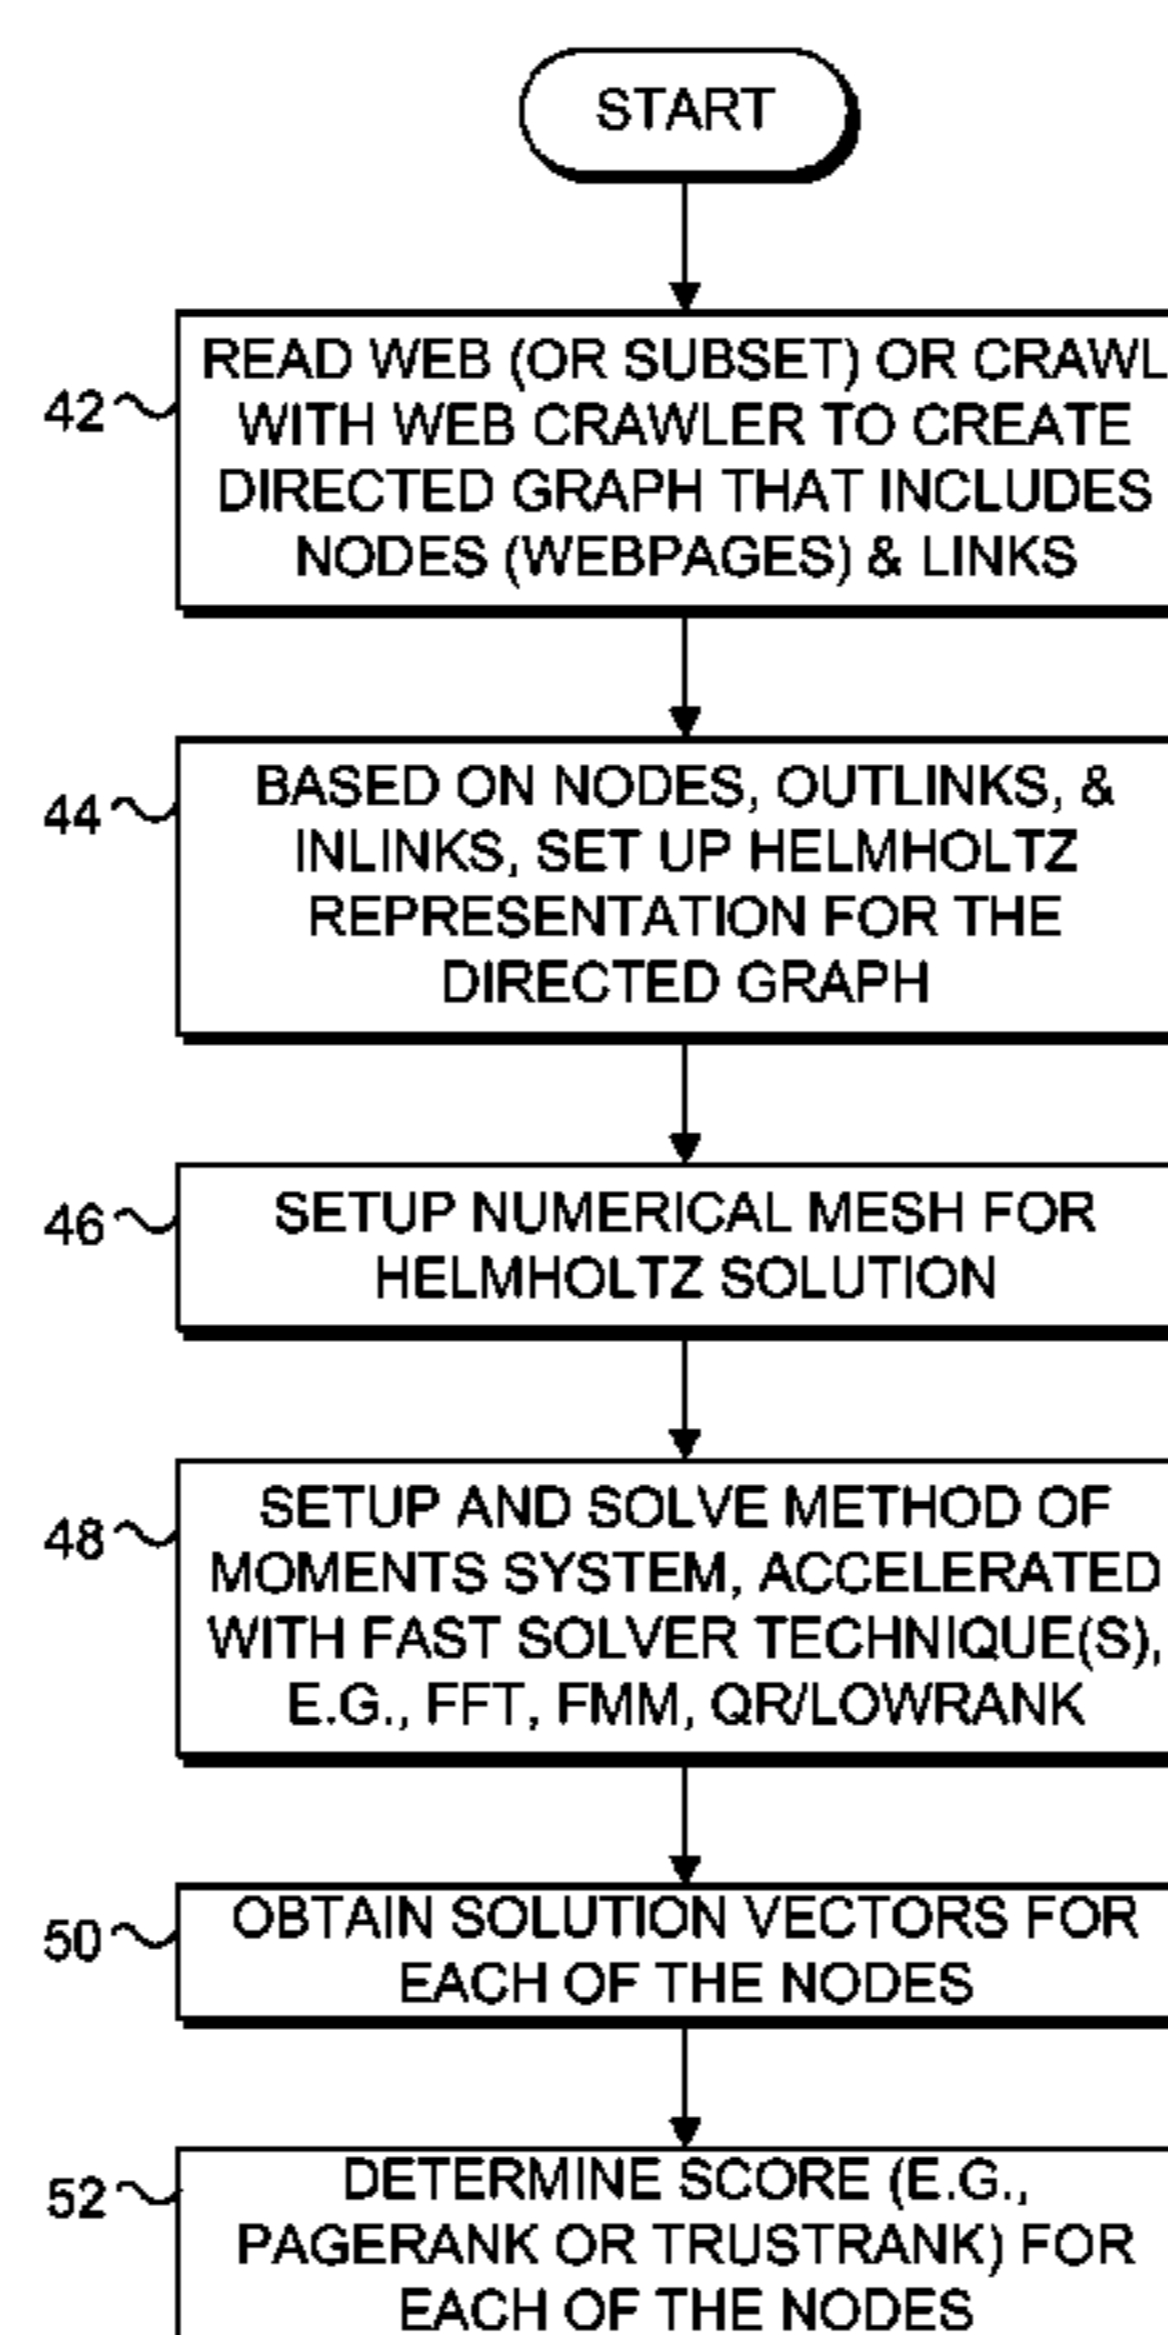 START
42
READ WEB (OR SUBSET) OR CRAWL
WITH WEB CRAWLER TO CREATE
DIRECTED GRAPH THAT INCLUDES
NODES (WEBPAGES) & LINKS
44
BASED ON NODES, OUTLINKS, &
INLINKS, SET UP HELMHOLTZ
REPRESENTATION FOR THE
DIRECTED GRAPH
46
SETUP NUMERICAL MESH FOR
HELMHOLTZ SOLUTION
48
SETUP AND SOLVE METHOD OF
MOMENTS SYSTEM, ACCELERATED
WITH FAST SOLVER TECHNIQUE(S),
E.G., FFT, FMM, QR/LOWRANK
50
OBTAIN SOLUTION VECTORS FOR
EACH OF THE NODES
52
DETERMINE SCORE (E.G.,
PAGERANK OR TRUSTRANK) FOR
EACH OF THE NODES